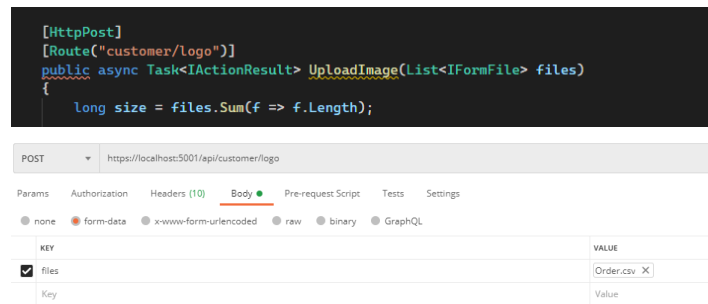 [HttpPost]
[Route("customer/logo")]
public async Task<IActionResult> UploadImage(List<IFormFile> files)
{
long size = files.Sum(f => f.Length);
POST https://localhost:5001/api/customer/logo
Params Authorization Headers (10) Body Pre-request Script Tests Settings
none form-data x-www-form-urlencoded raw binary GraphQL
KEY VALUE
files Order.csv X
Key Value